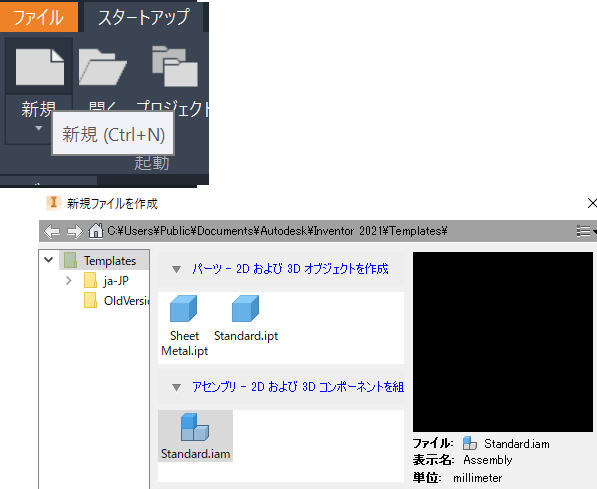 ファイル
スタートアップ
新規
開く
プロジェクト
新規 (Ctrl+N)
起動
新規ファイルを作成
C:¥Users¥Public¥Documents¥Autodesk¥Inventor 2021¥Templates¥
Templates
ja-JP
OldVersio
パーツ - 2D および 3D オブジェクトを作成
Sheet
Metal.ipt
Standard.ipt
アセンブリ - 2D および 3D コンポーネントを組
Standard.iam
ファイル: Standard.iam
表示名: Assembly
単位: millimeter